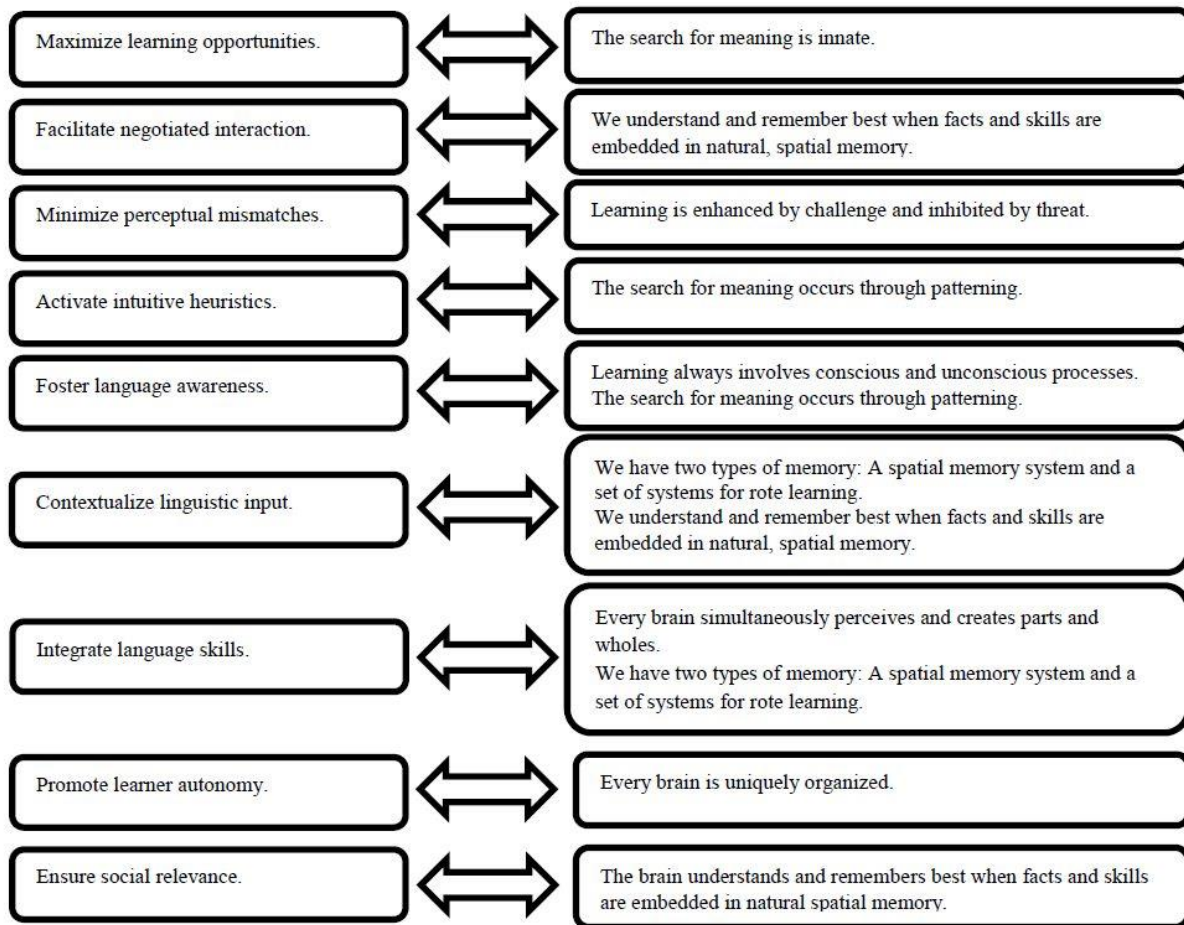 Maximize learning opportunities.
The search for meaning is innate.
Facilitate negotiated interaction.
We understand and remember best when facts and skills are
embedded in natural, spatial memory.
Minimize perceptual mismatches.
Learning is enhanced by challenge and inhibited by threat.
Activate intuitive heuristics.
The search for meaning occurs through patterning.
Foster language awareness.
Learning always involves conscious and unconscious processes.
The search for meaning occurs through patterning.
Contextualize linguistic input.
We have two types of memory: A spatial memory system and a
set of systems for rote learning.
We understand and remember best when facts and skills are
embedded in natural, spatial memory.
Integrate language skills.
Every brain simultaneously perceives and creates parts and
wholes.
We have two types of memory: A spatial memory system and a
set of systems for rote learning.
Promote learner autonomy.
Every brain is uniquely organized.
Ensure social relevance.
The brain understands and remembers best when facts and skills
are embedded in natural spatial memory.